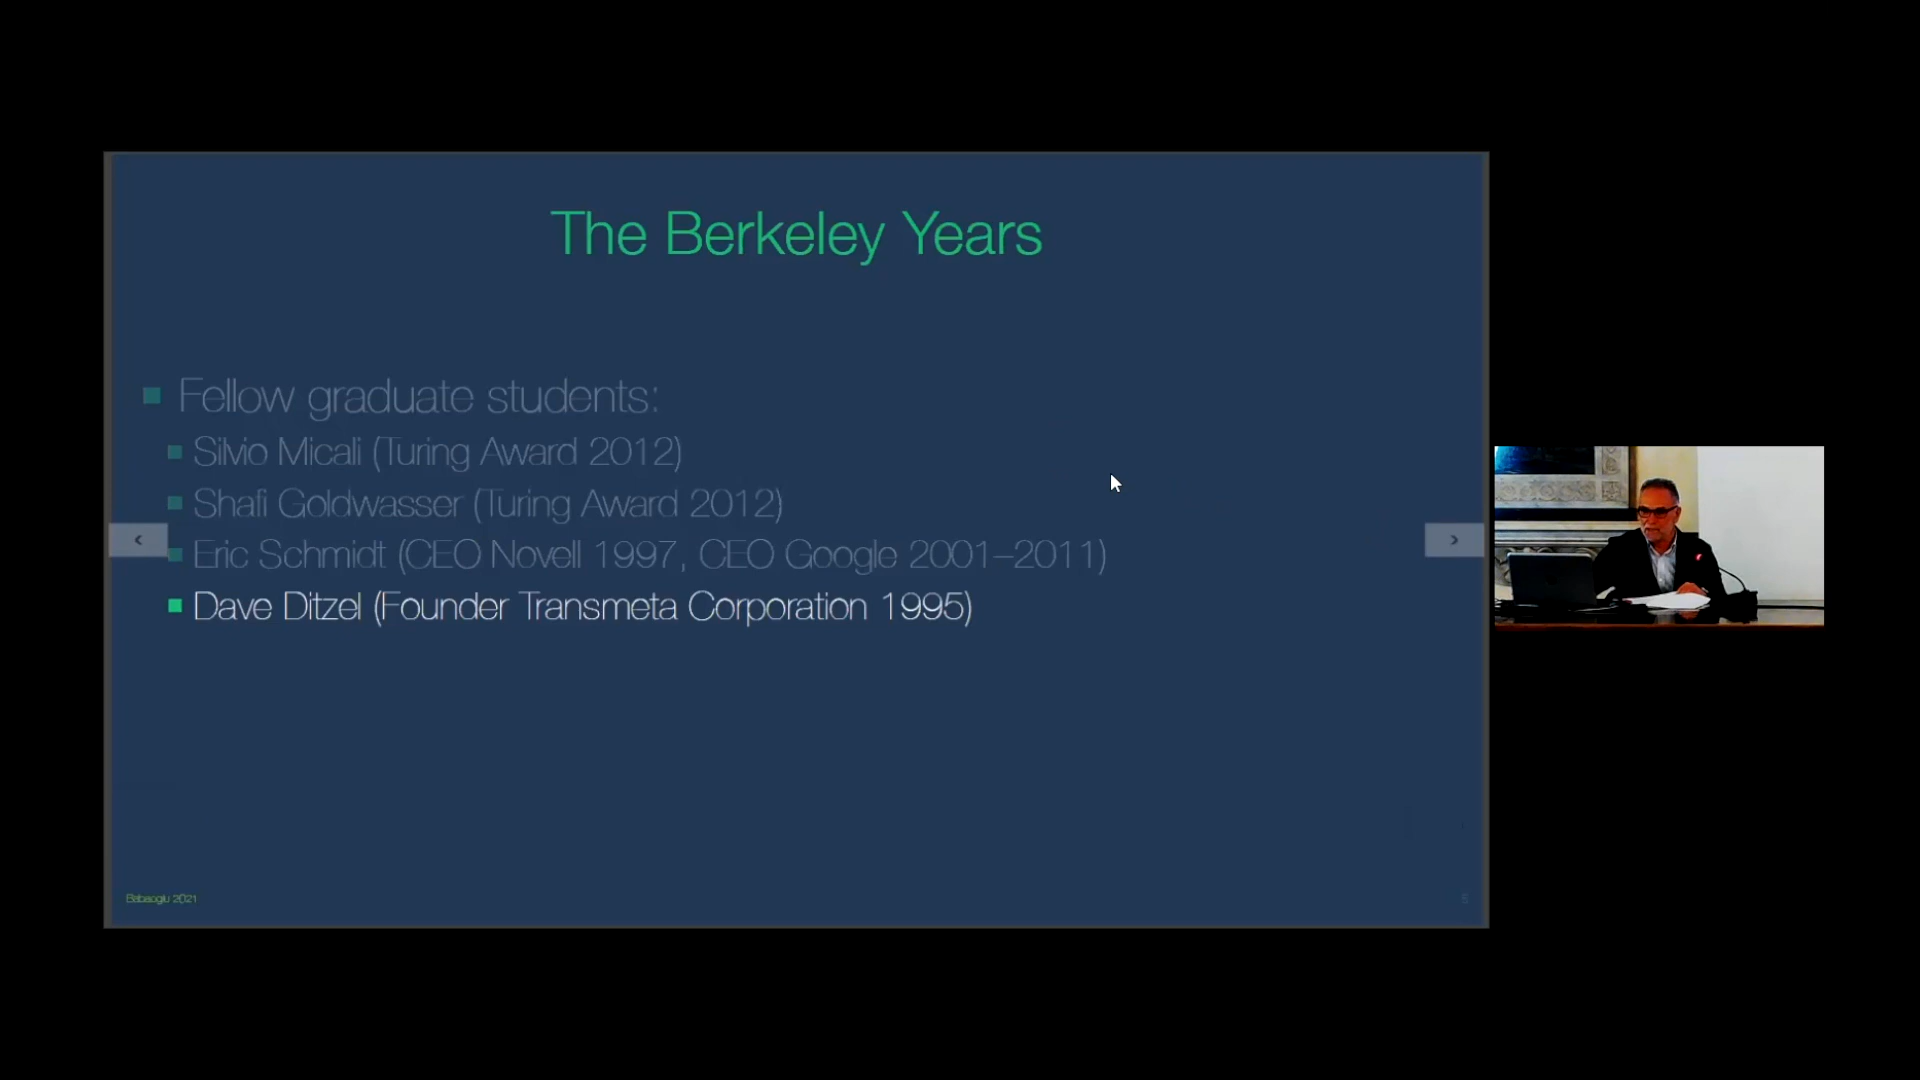 The Berkeley Years
Fellow graduate students:
Silvio Micali (Turing Award 2012)
Shafi Goldwasser (Turing Award 2012)
Eric Schmidt (CEO Novell 1997, CEO Google 2001–2011)
Dave Ditzel (Founder Transmeta Corporation 1995)
Babaoglu 2021